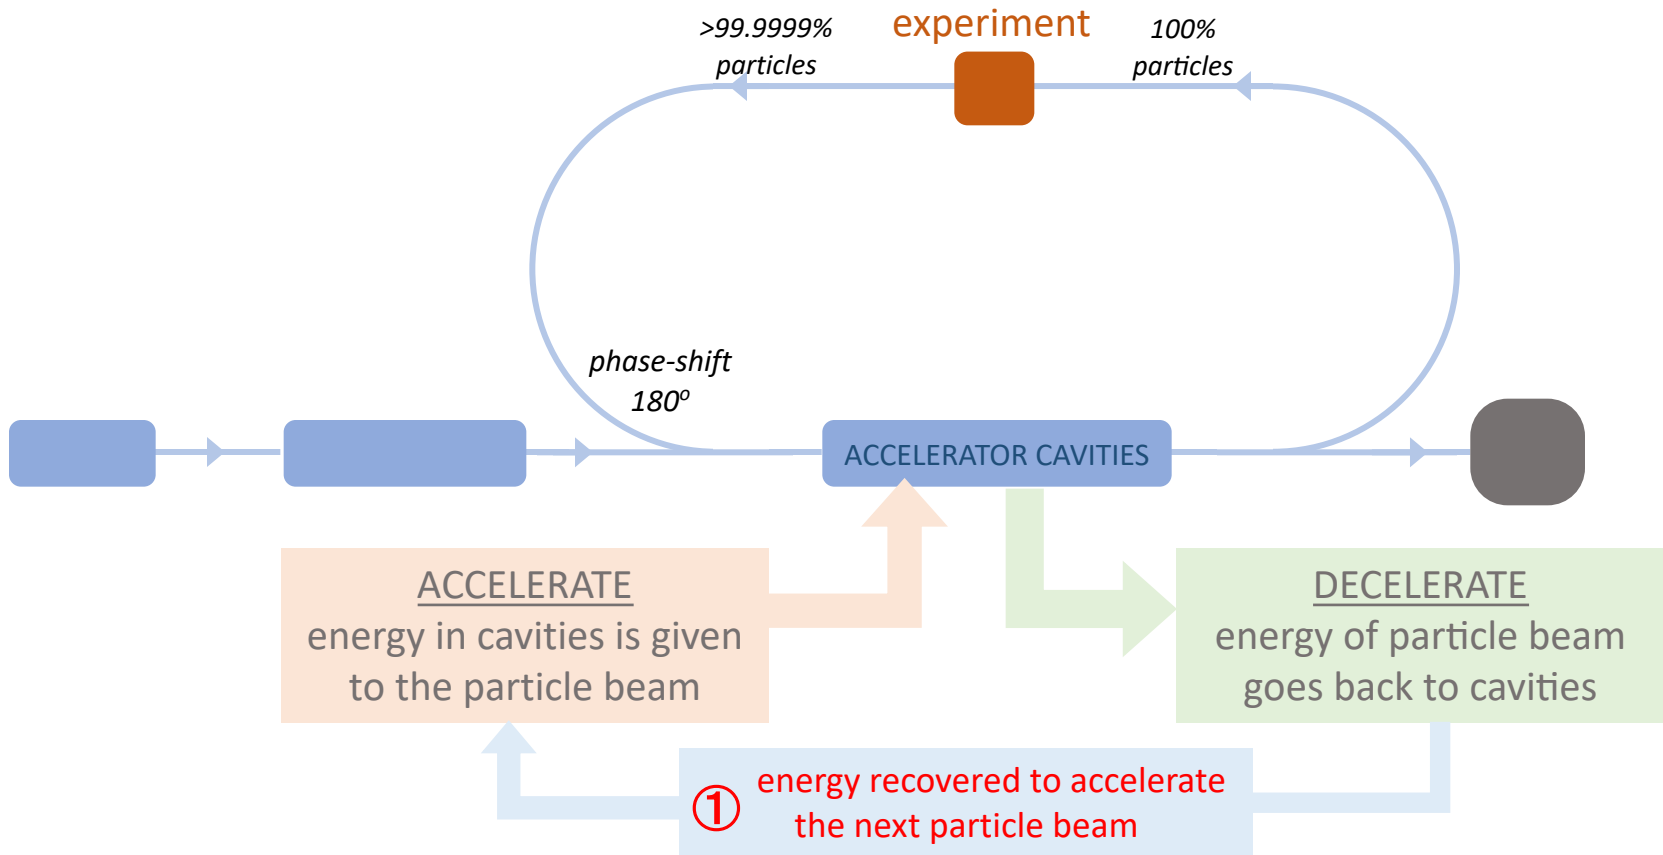 >99.9999%
particles
experiment
100%
particles
phase-shift
180º
ACCELERATOR CAVITIES
ACCELERATE
energy in cavities is given
to the particle beam
DECELERATE
energy of particle beam
goes back to cavities
① energy recovered to accelerate
the next particle beam